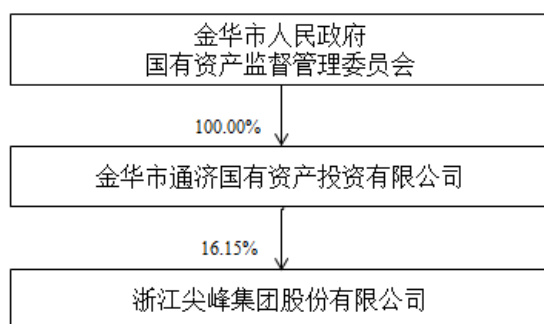 金华市人民政府
国有资产监督管理委员会
100.00%
金华市通济国有资产投资有限公司
16.15%
浙江尖峰集团股份有限公司